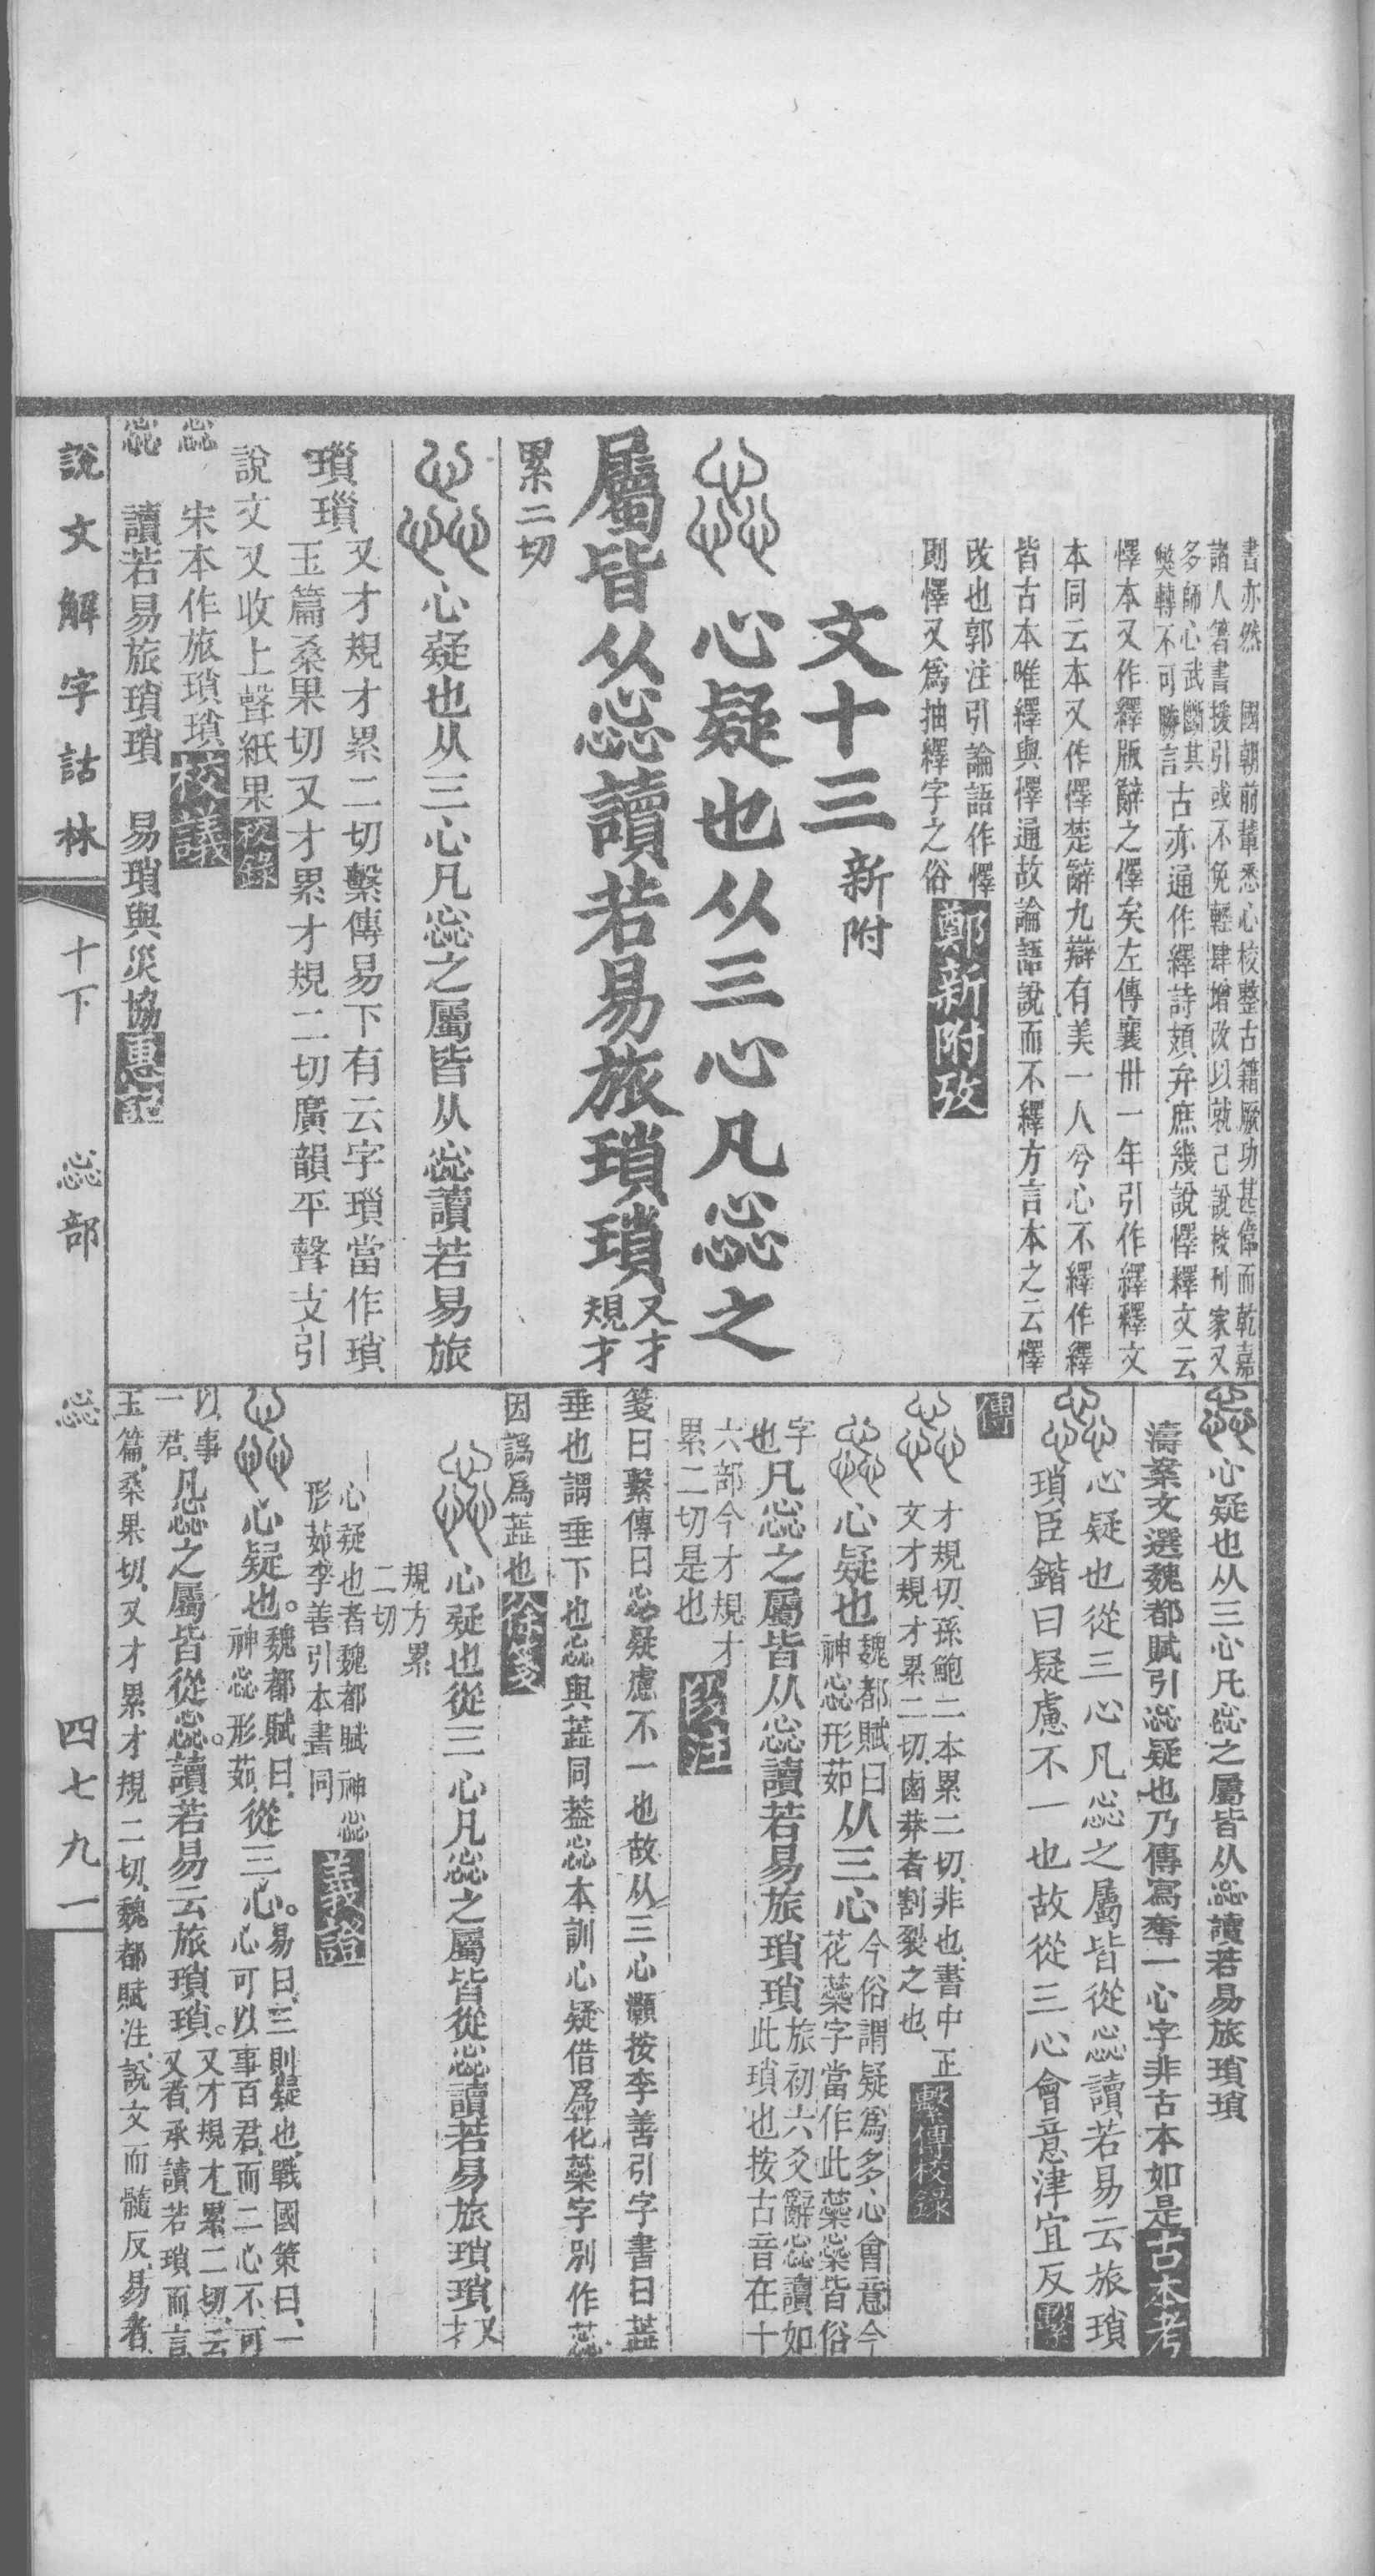 書亦然　國朝前輩悉心校整古籍厥功甚偉而乾嘉
諸人箸書援引或不免輕肆增改以就己說校刊家又
多師心武斷其
獘轉不可勝言古亦通作繹詩頍弁庶幾說懌釋文云
懌本又作繹版辭之懌矣左傳襄卅一年引作繹釋文
本同云本又作懌楚辭九辯有美一人兮心不繹作繹
皆古本唯繹與懌通故論語說而不繹方言本之云懌
改也郭注引論語作懌
則懌又爲抽繹字之俗鄭新附攷
文十三新附
惢心疑也从三心凡惢之
屬皆从惢讀若易旅瑣瑣又才規才
累二切
惢心疑也从三心凡惢之屬皆从惢讀若易旅
瑣瑣又才規才累二切繫傳易下有云字瑣當作瑣
玉篇桑果切又才累才規二切廣韻平聲文引
說文又收上聲紙果校錄
惢　宋本作旅瑣瑣校議
惢　讀若易旅瑣瑣　易瑣與災協惠記
惢心疑也从三心凡惢之屬皆从惢讀若易旅瑣瑣
濤案文選魏都賦引惢疑也乃傳寫奪一心字非古本如是古本考
惢心疑也從三心凡惢之屬皆從惢讀若易云旅瑣
瑣臣鍇曰疑慮不一也故從三心會意津宜反繫
傳
惢才規切孫鮑二本累二切非也書中正
文才規才累二切鹵莽者割裂之也繫傳校錄
惢心疑也魏都賦曰
神惢形茹从三心今俗謂疑爲多心會意今
花蘂字當作此蘂惢橤皆俗
字
也凡惢之屬皆从惢讀若易旅瑣瑣旅初六爻辭惢讀如
此瑣也按古音在十
六部今才規才
累二切是也段注
箋曰繫傳曰惢疑慮不一也故从三心灝按李善引字書曰蕋
垂也謂垂下也惢與蕋同葢惢本訓心疑借爲花蘂字別作蕊
因譌爲蕋也徐箋
惢心疑也從三心凡惢之屬皆從惢讀若易旅瑣瑣又才
規方累
二切
心疑也者魏都賦神惢
形茹李善引本書同義證
惢心疑也。魏都賦曰、
神惢形茹、從三心。易曰、三則疑也、戰國策曰、一
心可以事百君、而二心不可
以事
一君、凡惢之屬皆從惢。讀若易云旅瑣瑣。又才規才累二切、云
又者、承讀若瑣而言、
玉篇桑果切、又才累才規二切、魏都賦注、說文而髓反、易者、
說文解字詁林
十下
惢部
惢
四七九一